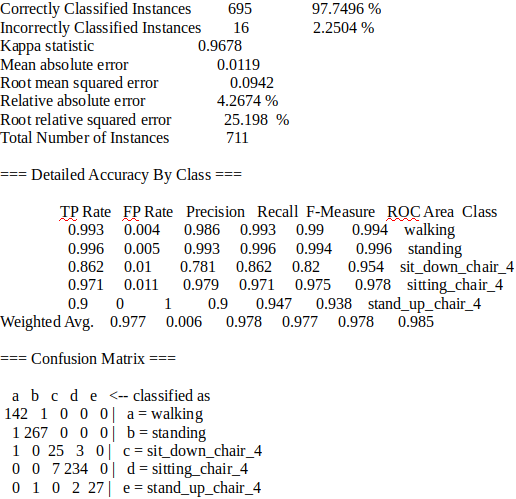 Correctly Classified Instances 695 97.7496 %
Incorrectly Classified Instances 16 2.2504 %
Kappa statistic 0.9678
Mean absolute error 0.0119
Root mean squared error 0.0942
Relative absolute error 4.2674 %
Root relative squared error 25.198 %
Total Number of Instances 711
=== Detailed Accuracy By Class ===
TP Rate FP Rate Precision Recall F-Measure ROC Area Class
0.993 0.004 0.986 0.993 0.99 0.994 walking
0.996 0.005 0.993 0.996 0.994 0.996 standing
0.862 0.01 0.781 0.862 0.82 0.954 sit_down_chair_4
0.971 0.011 0.979 0.971 0.975 0.978 sitting_chair_4
0.9 0 1 0.9 0.947 0.938 stand_up_chair_4
Weighted Avg. 0.977 0.006 0.978 0.977 0.978 0.985
=== Confusion Matrix ===
a b c d e <-- classified as
142 1 0 0 0 | a = walking
1 267 0 0 0 | b = standing
1 0 25 3 0 | c = sit_down_chair_4
0 0 7 234 0 | d = sitting_chair_4
0 1 0 2 27 | e = stand_up_chair_4